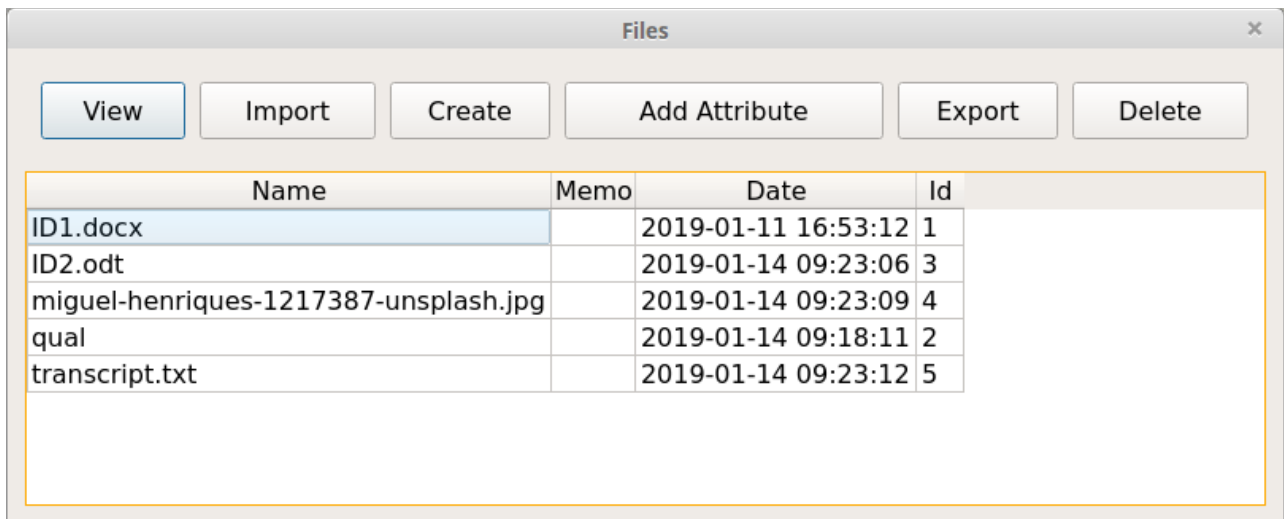 Files ×
View Import Create Add Attribute Export Delete
Name Memo Date Id
ID1.docx 2019-01-11 16:53:12 1
ID2.odt 2019-01-14 09:23:06 3
miguel-henriques-1217387-unsplash.jpg 2019-01-14 09:23:09 4
qual 2019-01-14 09:18:11 2
transcript.txt 2019-01-14 09:23:12 5